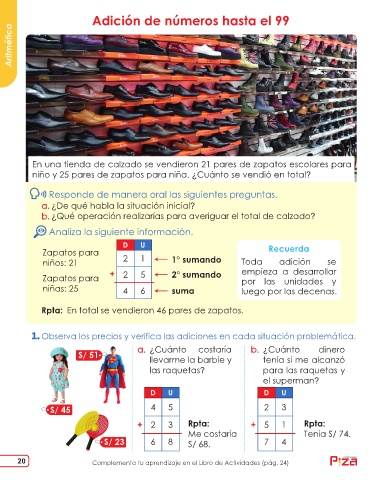 Aritmética
Adición de números hasta el 99
En una tienda de calzado se vendieron 21 pares de zapatos escolares para
niño y 25 pares de zapatos para niña. ¿Cuánto se vendió en total?
Responde de manera oral las siguientes preguntas.
a. ¿De qué habla la situación inicial?
b. ¿Qué operación realizarías para averiguar el total de calzado?
Analiza la siguiente información.
Zapatos para
niños: 21
Zapatos para
niñas: 25
D U
2 1 1° sumando
+ 2 5 2° sumando
4 6 suma
Recuerda
Toda adición se
empieza a desarrollar
por las unidades y
luego por las decenas.
Rpta: En total se vendieron 46 pares de zapatos.
1. Observa los precios y verifica las adiciones en cada situación problemática.
S/ 51
S/ 45
S/ 23
a. ¿Cuánto costaría
llevarme la barbie y
las raquetas?
D U
4 5
+ 2 3
6 8
Rpta:
Me costaría
S/ 68.
b. ¿Cuánto dinero
tenía si me alcanzó
para las raquetas y
el superman?
D U
2 3
+ 5 1
7 4
Rpta:
Tenía S/ 74.
20
Complementa tu aprendizaje en el Libro de Actividades (pág. 24)